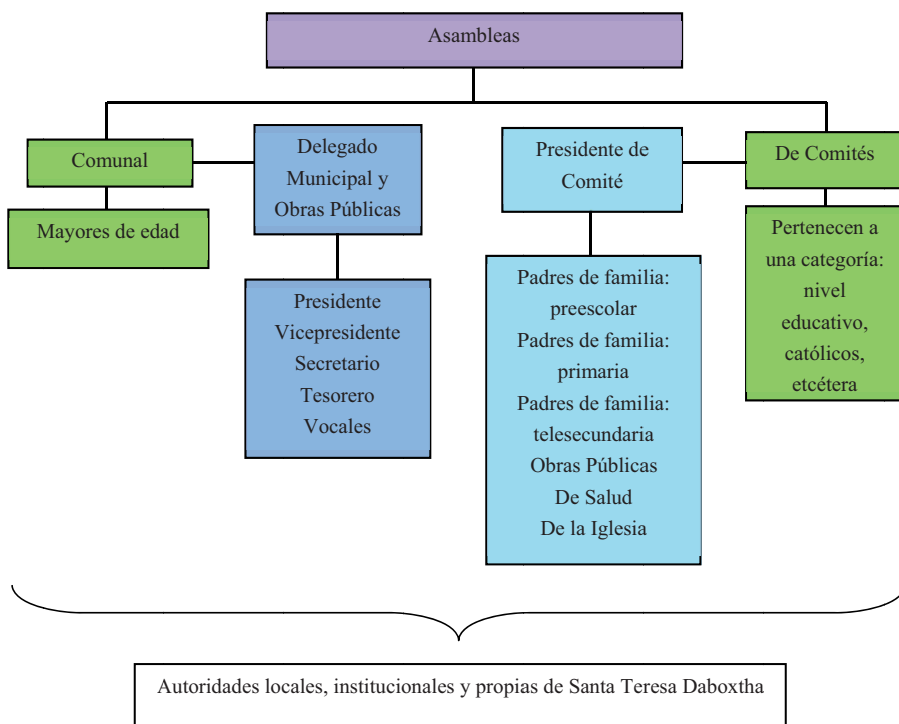 Asambleas
Comunal
Mayores de edad
Delegado
Municipal y
Obras Públicas
Presidente
Vicepresidente
Secretario
Tesorero
Vocales
Presidente de
Comité
Padres de familia:
preescolar
Padres de familia:
primaria
Padres de familia:
telesecundaria
Obras Públicas
De Salud
De la Iglesia
De Comités
Pertenecen a
una categoría:
nivel
educativo,
católicos,
etcétera
Autoridades locales, institucionales y propias de Santa Teresa Daboxtha